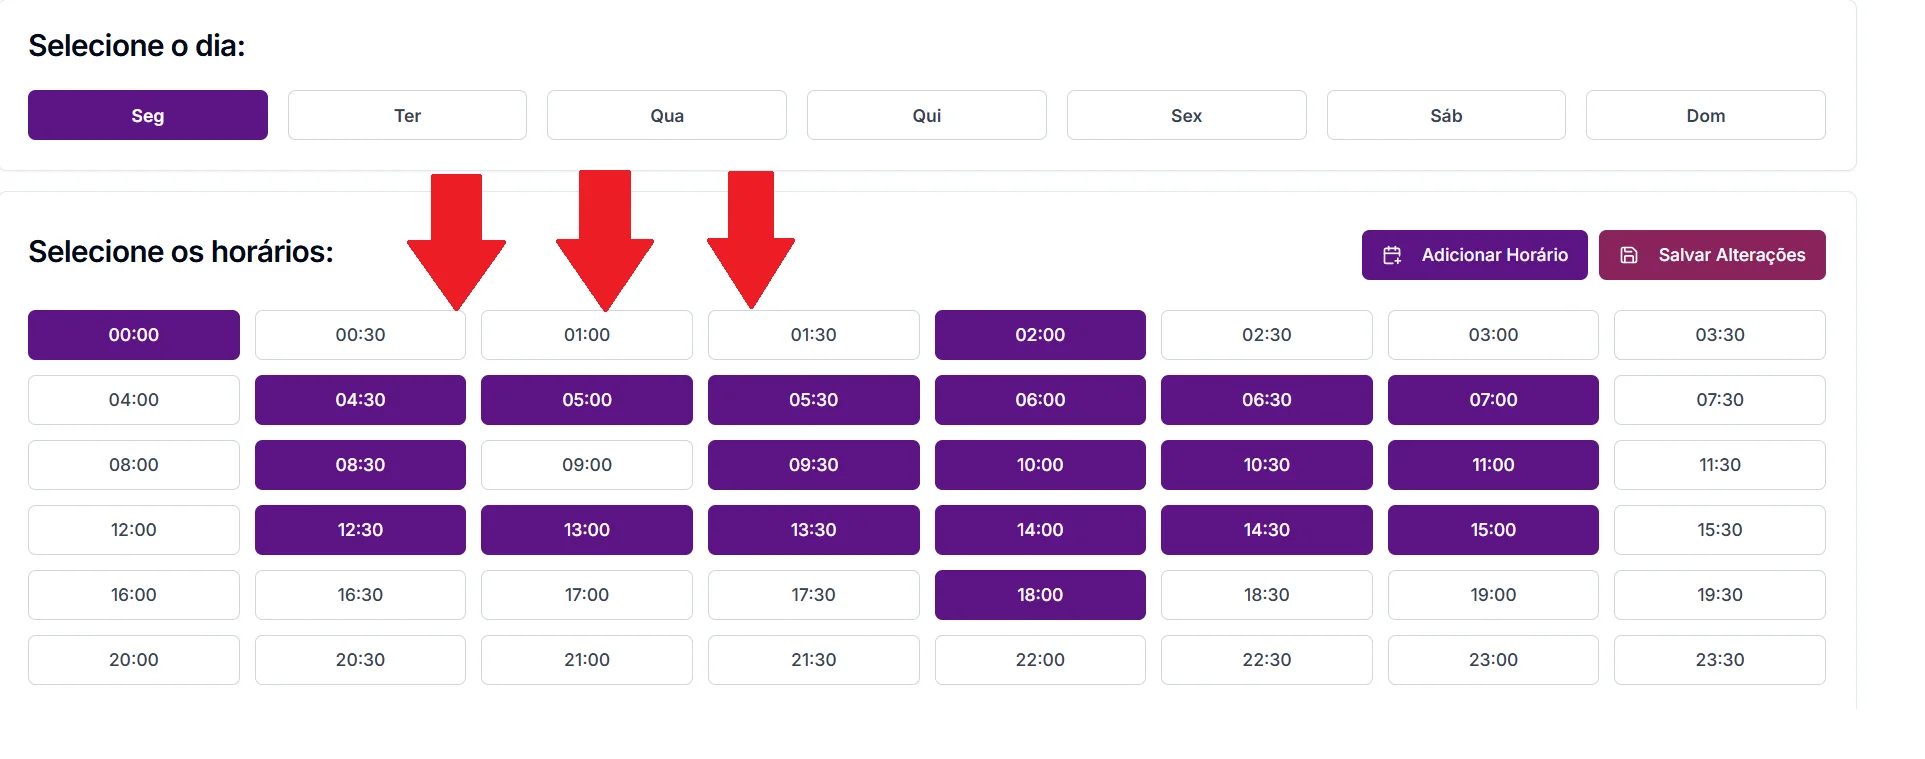 Selecione o dia:
Seg Ter Qua Qui Sex Sáb Dom
Selecione os horários:
Adicionar Horário Salvar Alterações
00:00 00:30 01:00 01:30 02:00 02:30 03:00 03:30
04:00 04:30 05:00 05:30 06:00 06:30 07:00 07:30
08:00 08:30 09:00 09:30 10:00 10:30 11:00 11:30
12:00 12:30 13:00 13:30 14:00 14:30 15:00 15:30
16:00 16:30 17:00 17:30 18:00 18:30 19:00 19:30
20:00 20:30 21:00 21:30 22:00 22:30 23:00 23:30